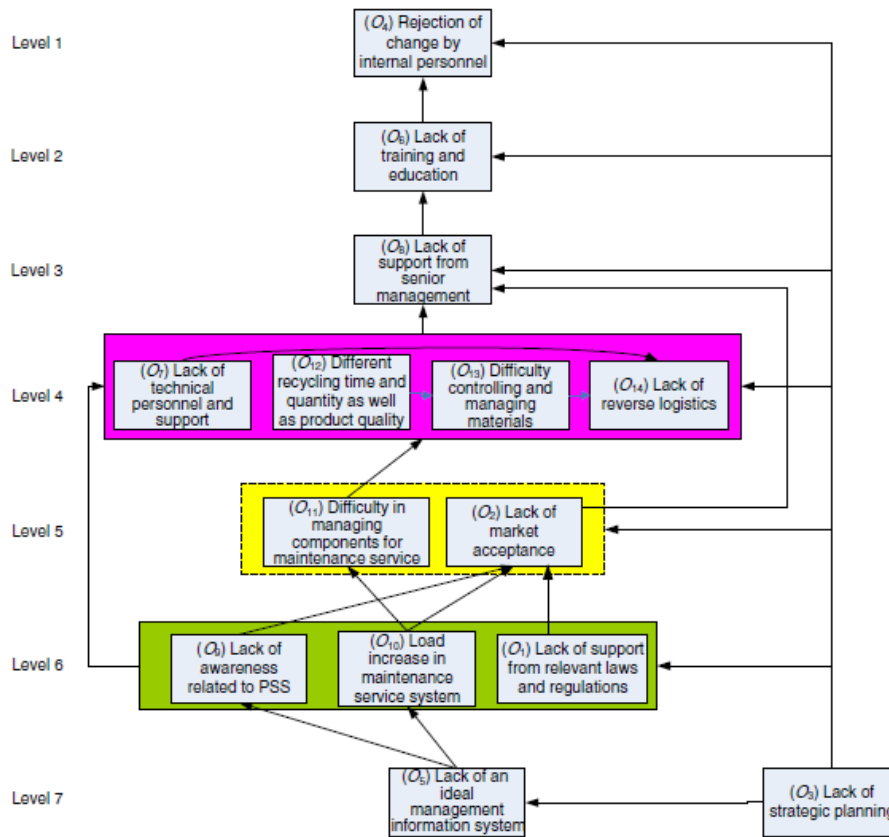 Level 1
(O4) Rejection of
change by
internal personnel
Level 2
(O6) Lack of
training and
education
Level 3
(O8) Lack of
support from
senior
management
Level 4
(O7) Lack of
technical
personnel and
support
(O12) Different
recycling time and
quantity as well
as product quality
(O13) Difficulty
controlling and
managing
materials
(O14) Lack of
reverse logistics
Level 5
(O11) Difficulty in
managing
components for
maintenance service
(O2) Lack of
market
acceptance
Level 6
(O9) Lack of
awareness
related to PSS
(O10) Load
increase in
maintenance
service system
(O1) Lack of support
from relevant laws
and regulations
Level 7
(O5) Lack of an
ideal
management
information system
(O3) Lack of
strategic planning